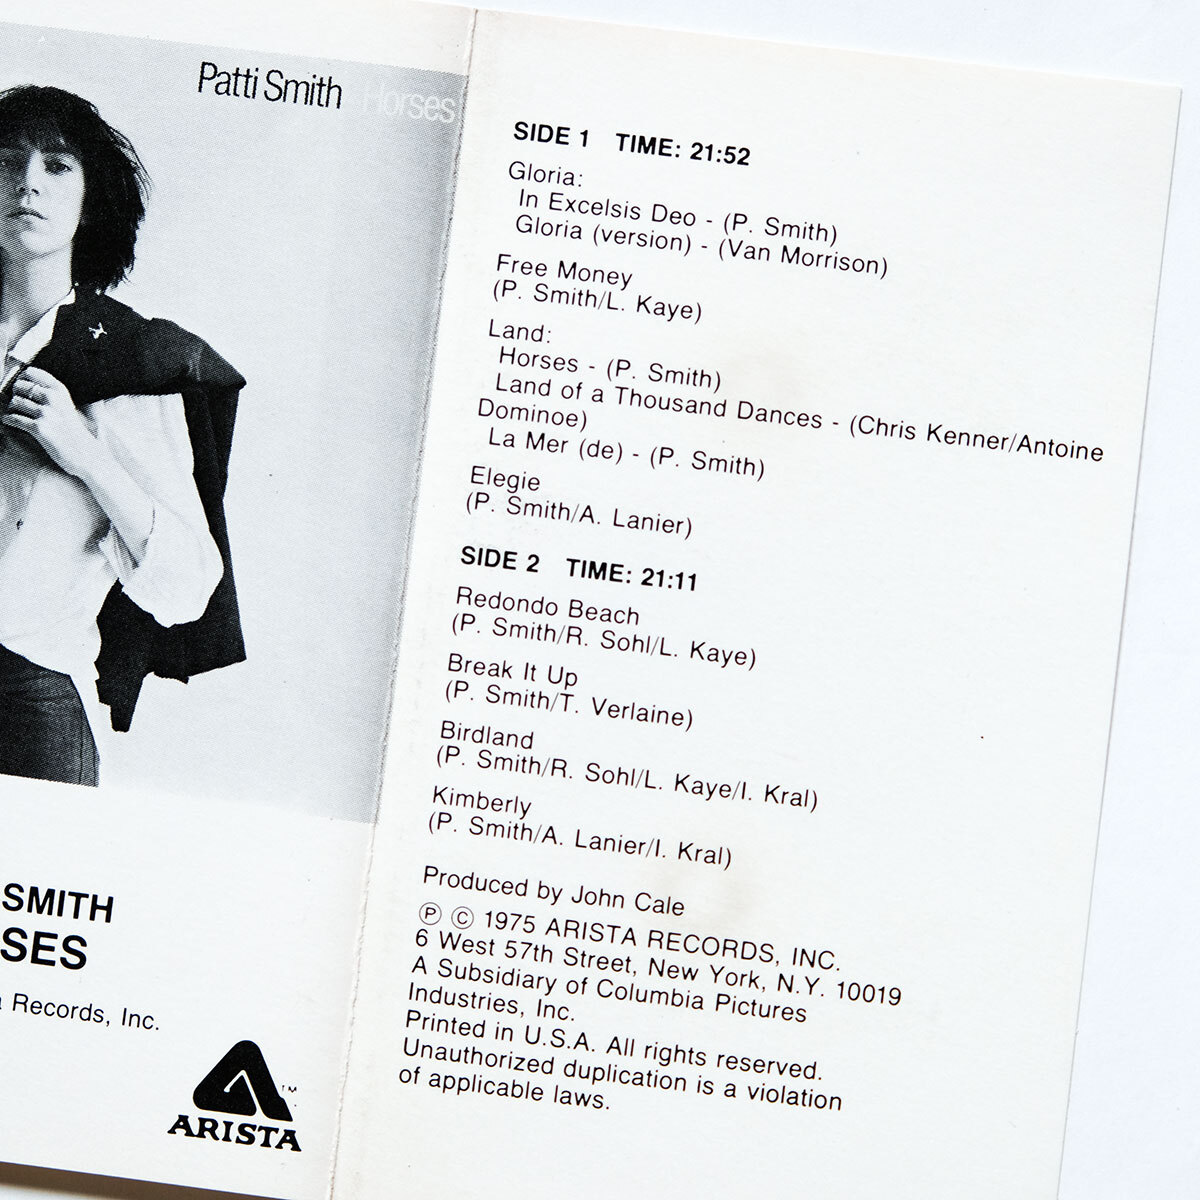 Patti Smith Horses
SMITH
SES
Records, Inc.
TM
ARISTA
SIDE 1 TIME: 21:52
Gloria:
In Excelsis Deo - (P. Smith)
Gloria (version) - (Van Morrison)
Free Money
(P. Smith/L. Kaye)
Land:
Horses - (P. Smith)
Land of a Thousand Dances - (Chris Kenner/Antoine
Dominoe)
La Mer (de) - (P. Smith)
Elegie
(P. Smith/A. Lanier)
SIDE 2 TIME: 21:11
Redondo Beach
(P. Smith/R. Sohl/L. Kaye)
Break It Up
(P. Smith/T. Verlaine)
Birdland
(P. Smith/R. Sohl/L. Kaye/I. Kral)
Kimberly
(P. Smith/A. Lanier/I. Kral)
Produced by John Cale
Ⓟ Ⓒ 1975 ARISTA RECORDS, INC.
6 West 57th Street, New York, N.Y. 10019
A Subsidiary of Columbia Pictures
Industries, Inc.
Printed in U.S.A. All rights reserved.
Unauthorized duplication is a violation
of applicable laws.